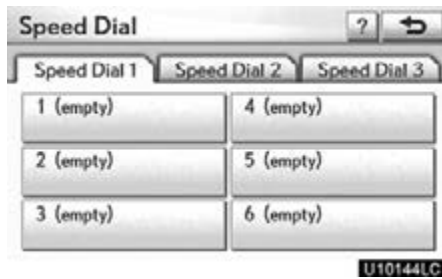 Speed Dial ?
Speed Dial 1 Speed Dial 2 Speed Dial 3
1 (empty) 4 (empty)
2 (empty) 5 (empty)
3 (empty) 6 (empty)
U10144LC